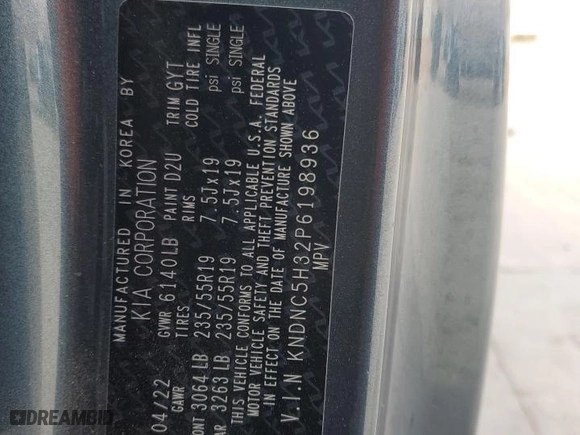 MANUFACTURED IN KOREA BY
KIA CORPORATION
04/22 GVWR 6140LB PAINT D2U TRIM GYT
GAWR TIRES RIMS COLD TIRE INFL
ONT 3064 LB 235/55R19 7.5Jx19 psi SINGLE
AR 3263 LB 235/55R19 7.5Jx19 psi SINGLE
THIS VEHICLE CONFORMS TO ALL APPLICABLE U.S.A. FEDERAL
MOTOR VEHICLE SAFETY AND THEFT PREVENTION STANDARDS
IN EFFECT ON THE DATE OF MANUFACTURE SHOWN ABOVE
V.I.N KNDNC5H32P6198936
MPV
DREAMBID